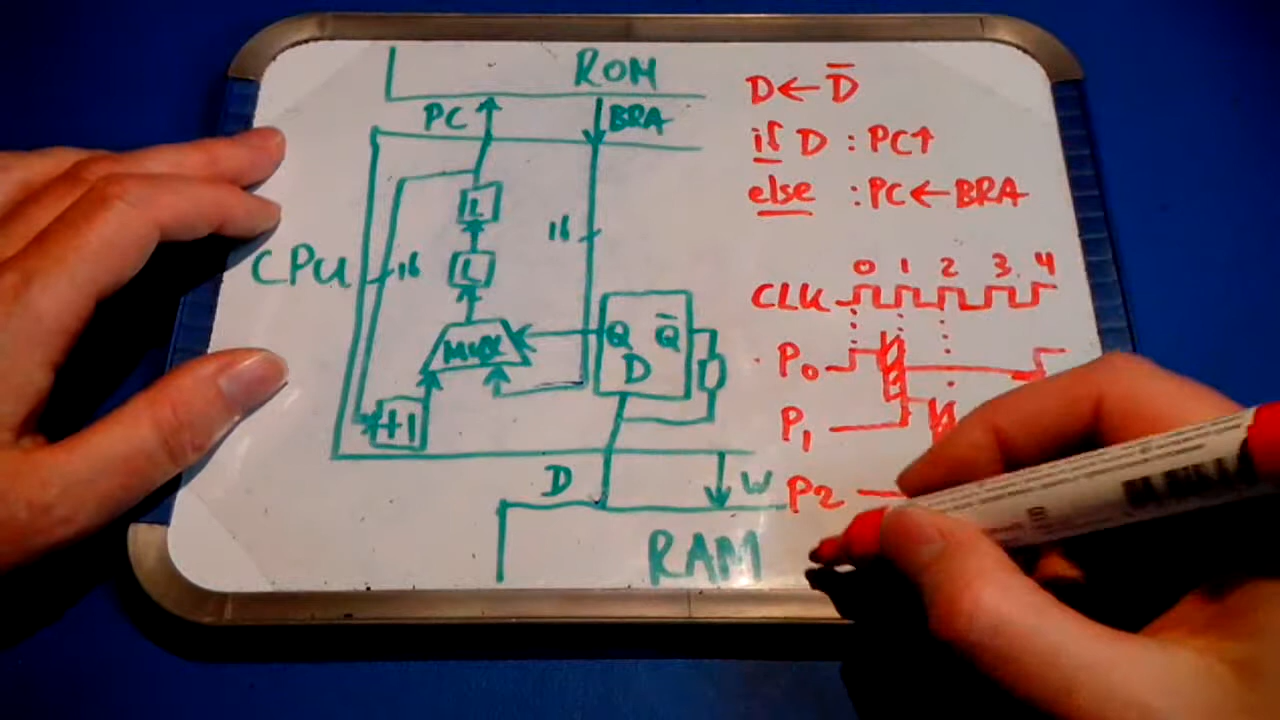 ROM
PC
BRA
L
16
CPU
16
L
MUX
Q Q̅
D
+1
D
W
RAM
D←D̅
if D : PC↑
else : PC←BRA
0 1 2 3 4
CLK
P0
P1
P2